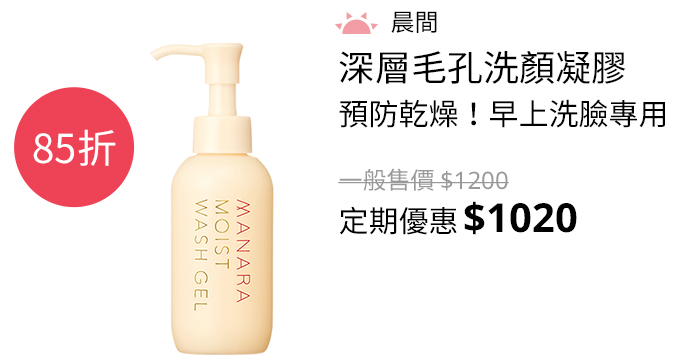 晨間
深層毛孔洗顏凝膠
預防乾燥！早上洗臉專用
85折
一般售價 $1200
定期優惠 $1020
MANARA
MOIST
WASH GEL